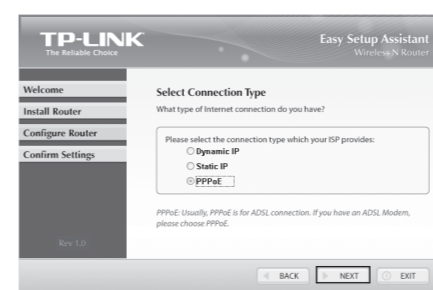 TP-LINK
The Reliable Choice
Easy Setup Assistant
Wireless N Router
Welcome
Install Router
Configure Router
Confirm Settings
Rev 1.0
Select Connection Type
What type of Internet connection do you have?
Please select the connection type which your ISP provides:
Dynamic IP
Static IP
PPPoE
PPPoE: Usually, PPPoE is for ADSL connection. If you have an ADSL Modem,
please choose PPPoE.
BACK NEXT EXIT